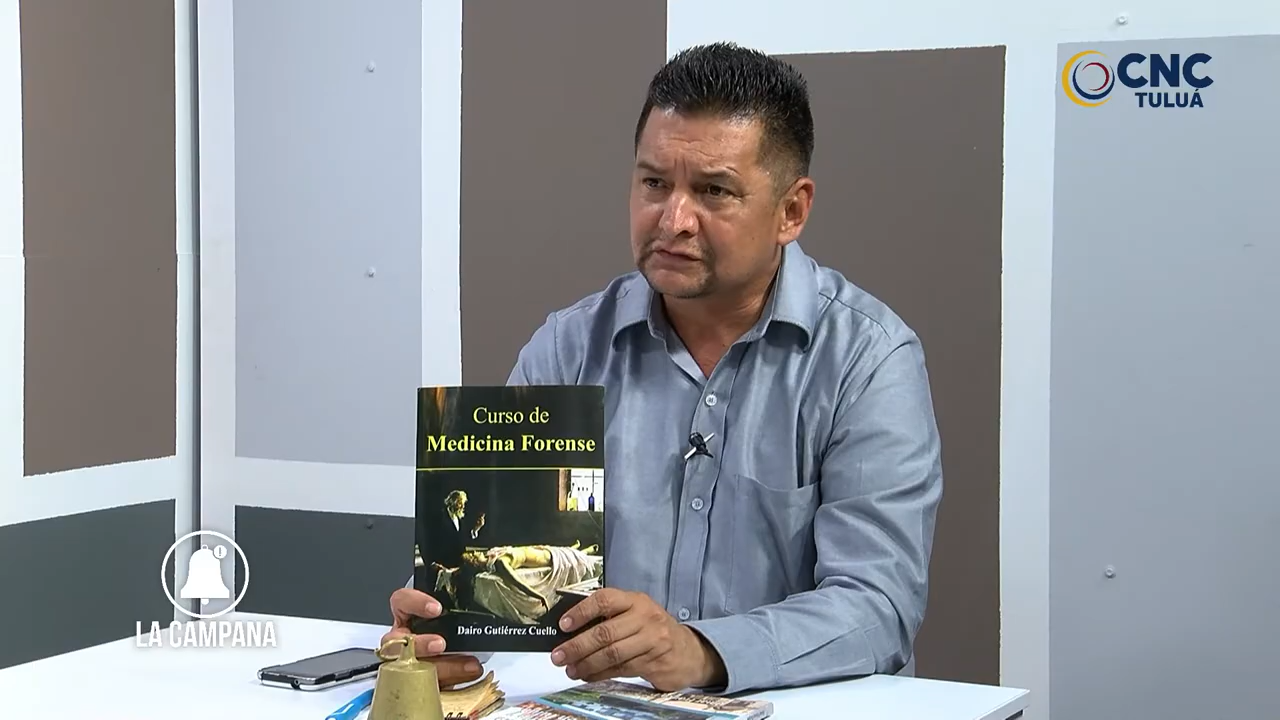 CNC
TULUÁ
Curso de
Medicina Forense
Dairo Gutiérrez Cuello
LA CAMPANA